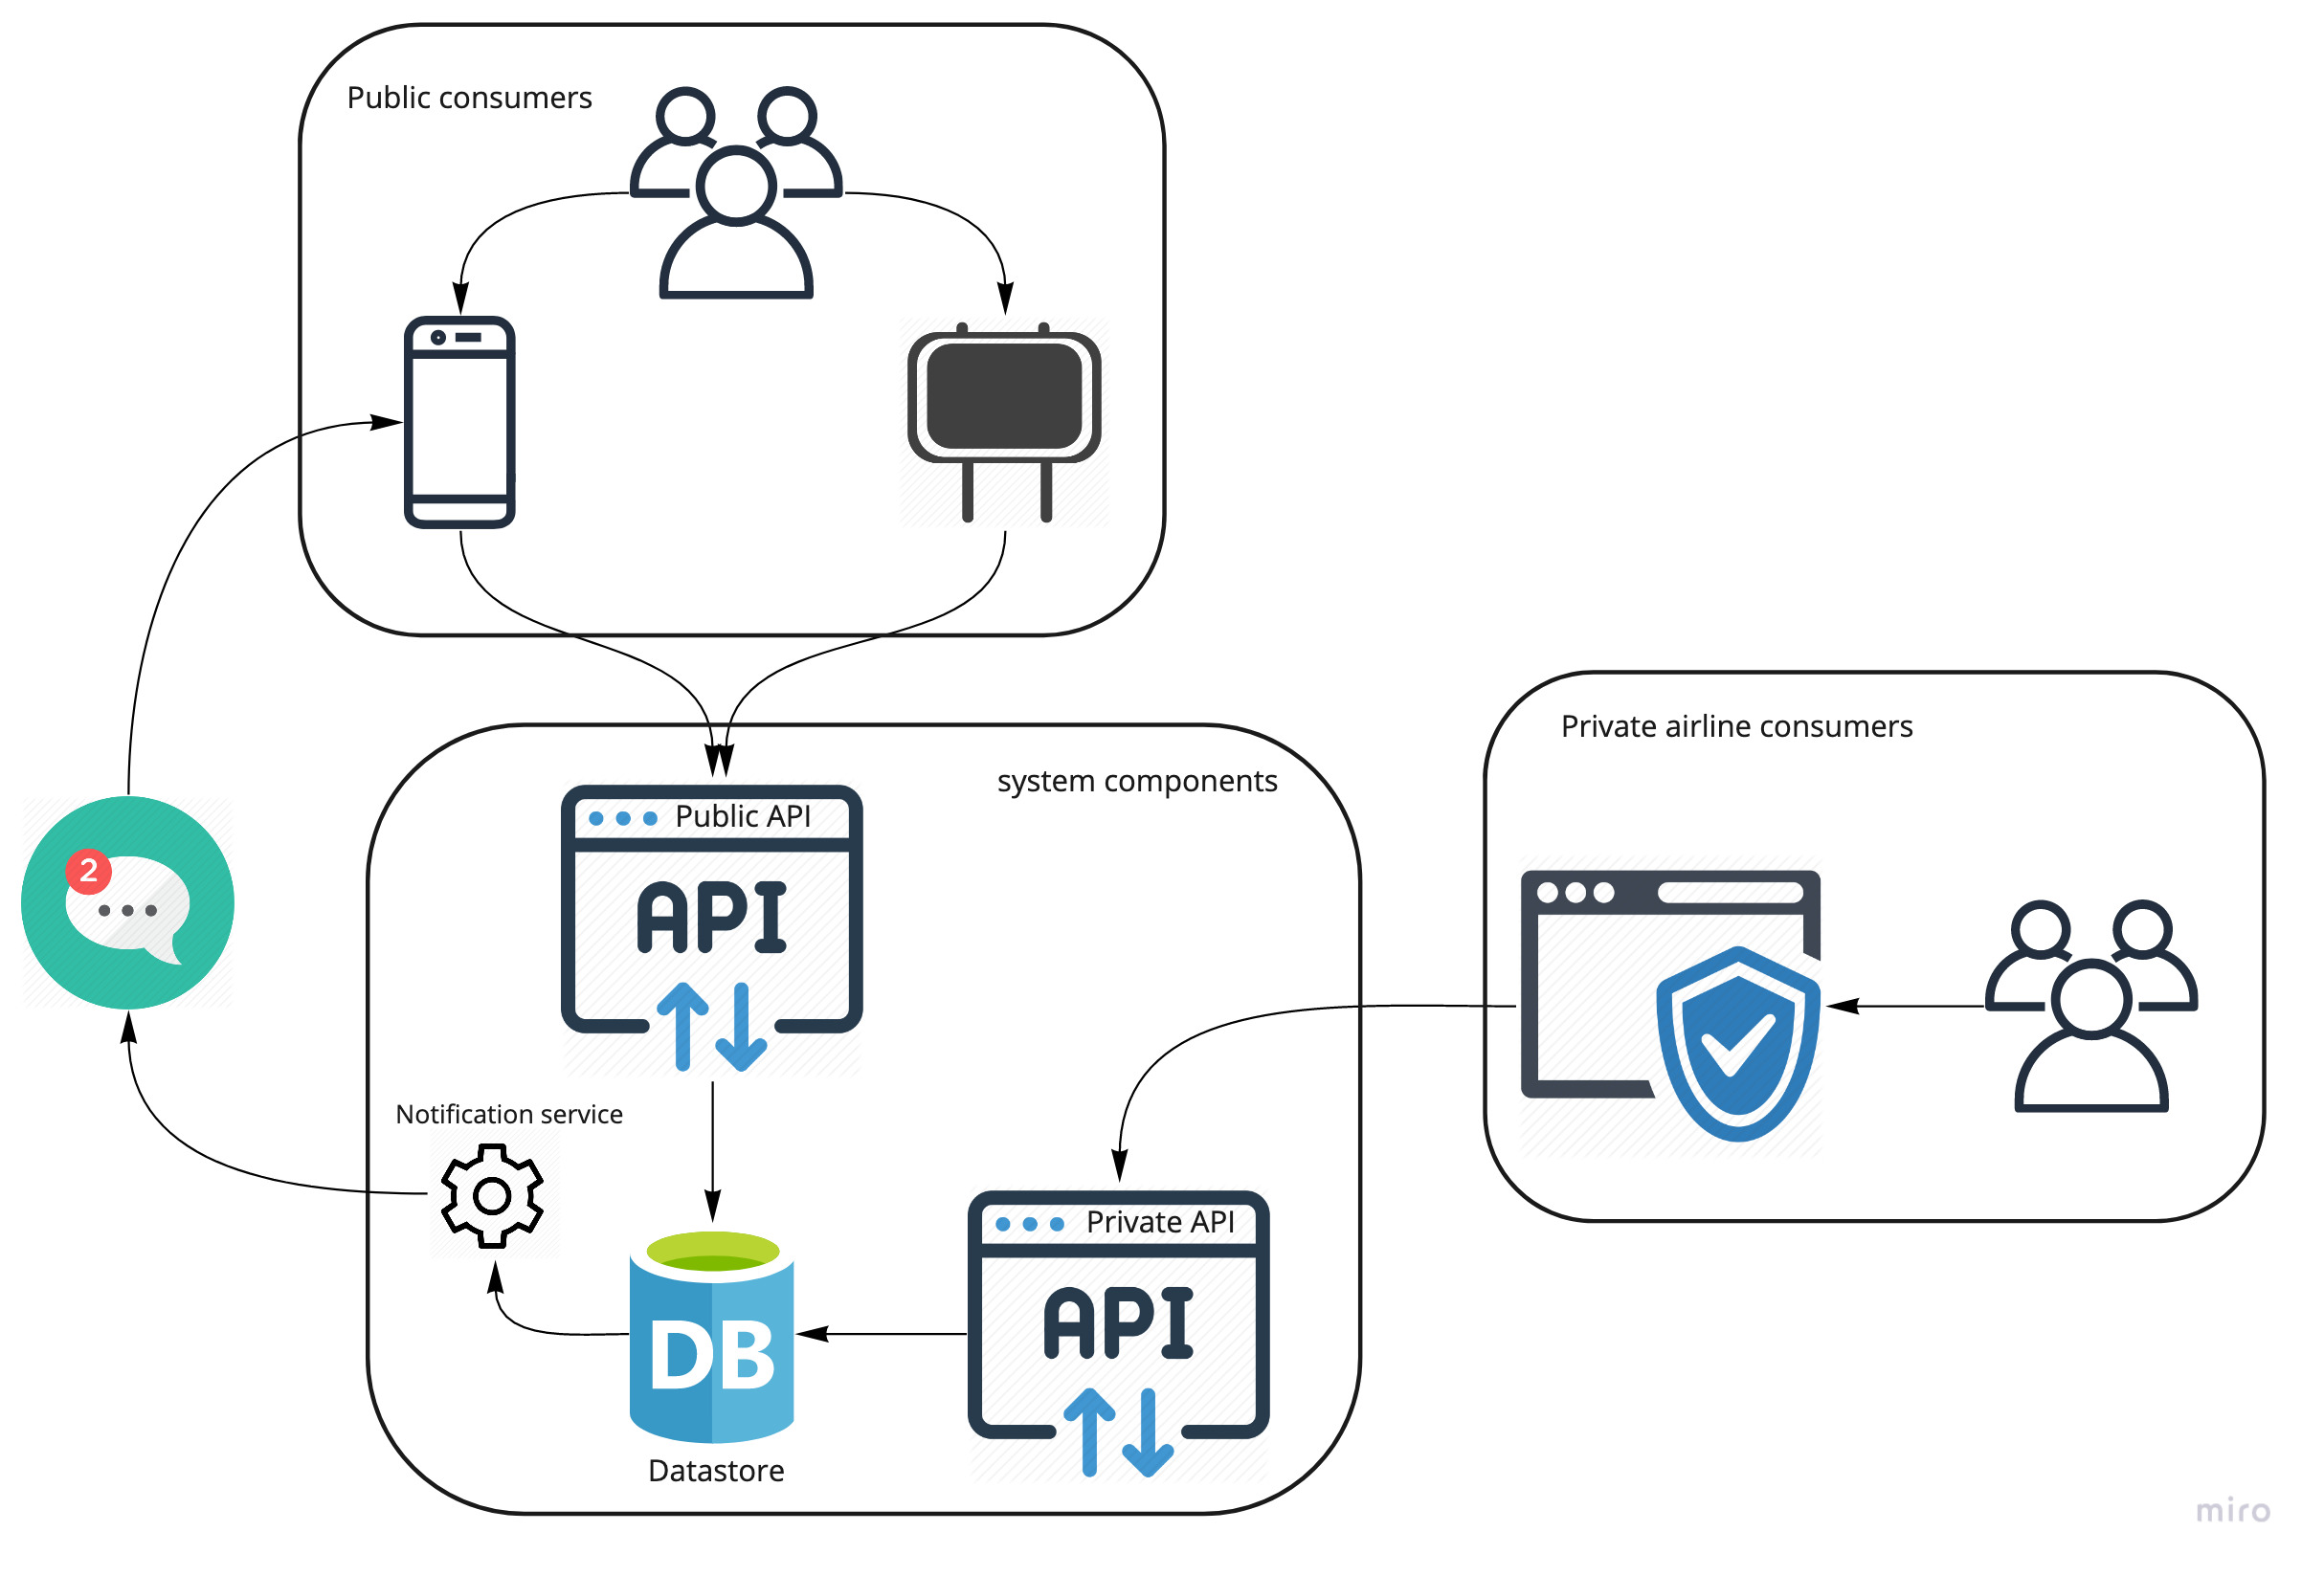 Public consumers
Private airline consumers
system components
Public API
API
2
Notification service
Private API
API
DB
Datastore
miro